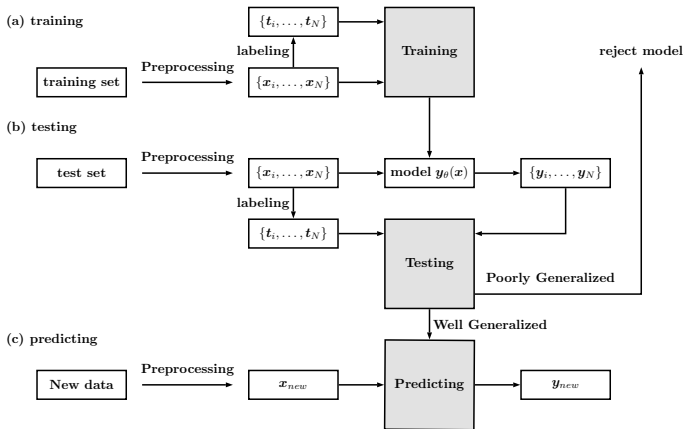 (a) training
{t_i, . . . , t_N}
labeling
Training
reject model
Preprocessing
training set
{x_i, . . . , x_N}
(b) testing
Preprocessing
test set
{x_i, . . . , x_N}
model y_θ(x)
{y_i, . . . , y_N}
labeling
{t_i, . . . , t_N}
Testing
Poorly Generalized
Well Generalized
(c) predicting
Preprocessing
New data
x_new
Predicting
y_new